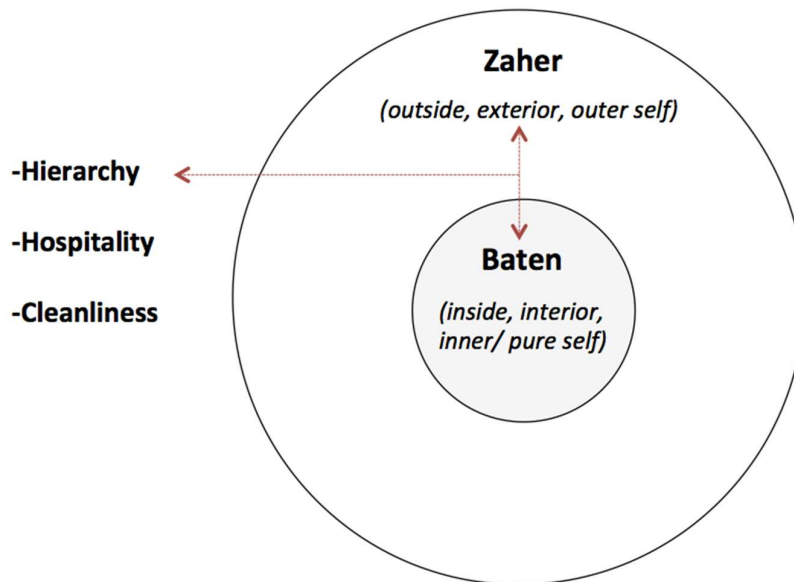 Zaher
(outside, exterior, outer self)
-Hierarchy
-Hospitality
-Cleanliness
Baten
(inside, interior,
inner/ pure self)